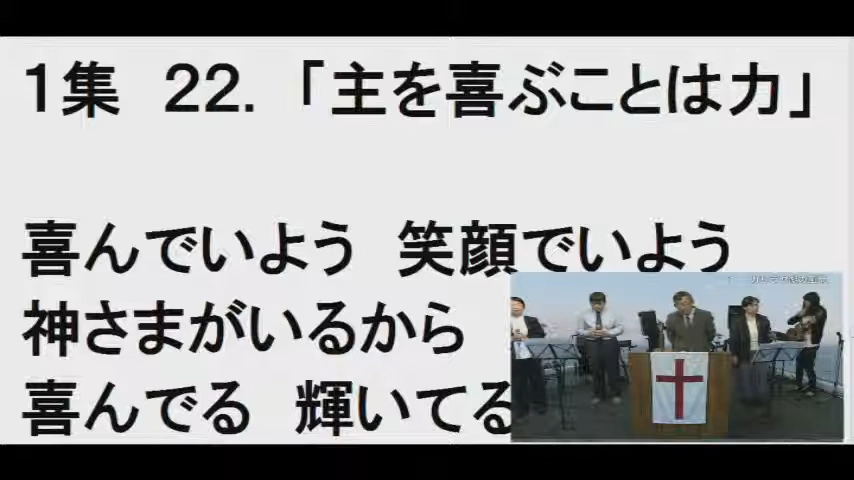 1集 22. 「主を喜ぶことは力」
喜んでいよう 笑顔でいよう
神さまがいるから
喜んでる 輝いてる